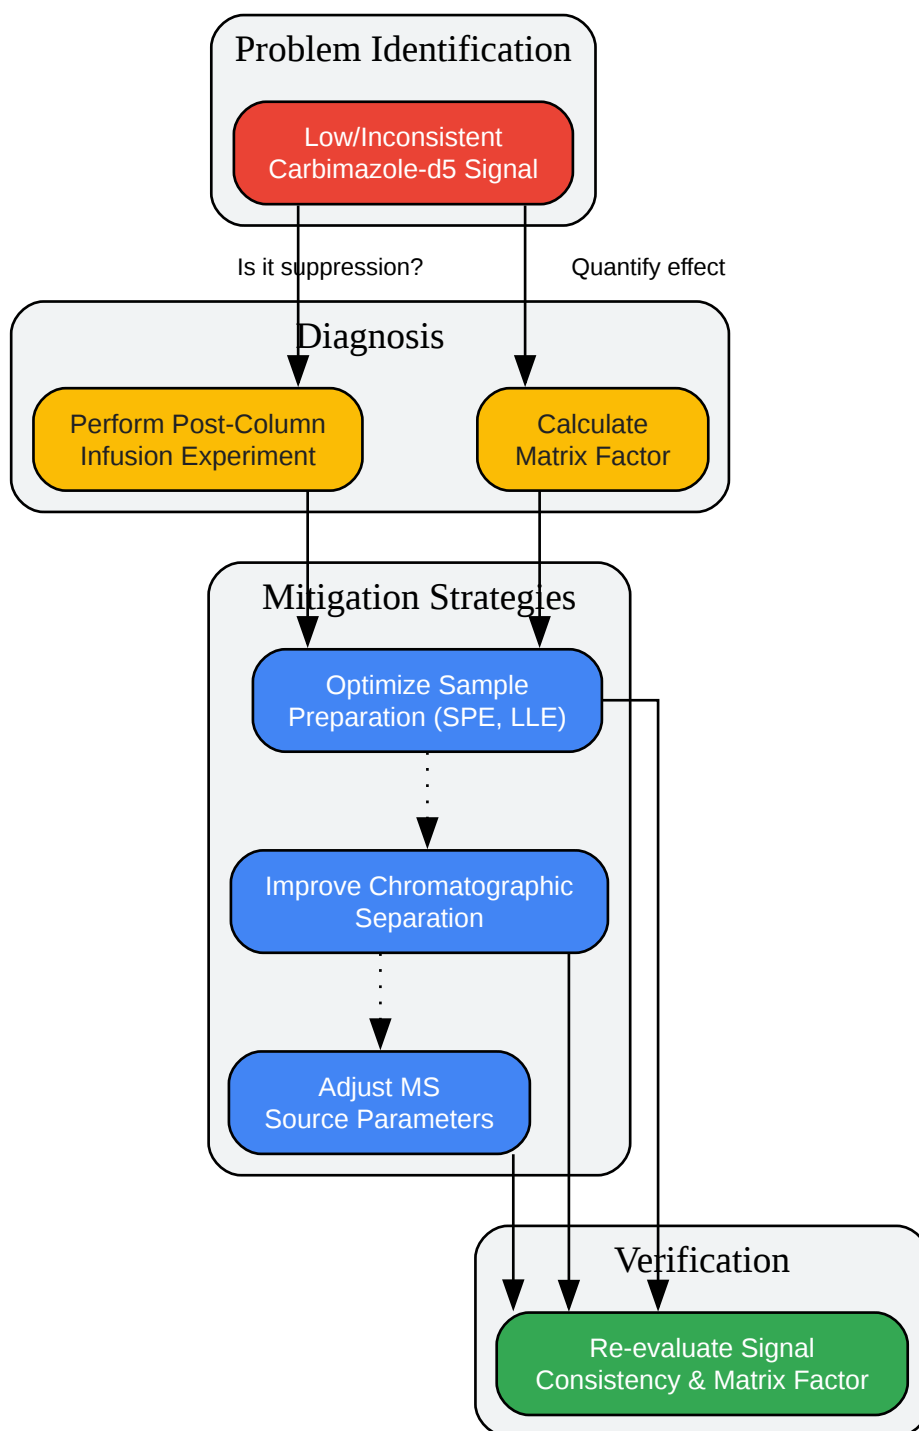 Problem Identification
Low/Inconsistent
Carbimazole-d5 Signal
Is it suppression?
Quantify effect
Diagnosis
Perform Post-Column
Infusion Experiment
Calculate
Matrix Factor
Mitigation Strategies
Optimize Sample
Preparation (SPE, LLE)
Improve Chromatographic
Separation
Adjust MS
Source Parameters
Verification
Re-evaluate Signal
Consistency & Matrix Factor